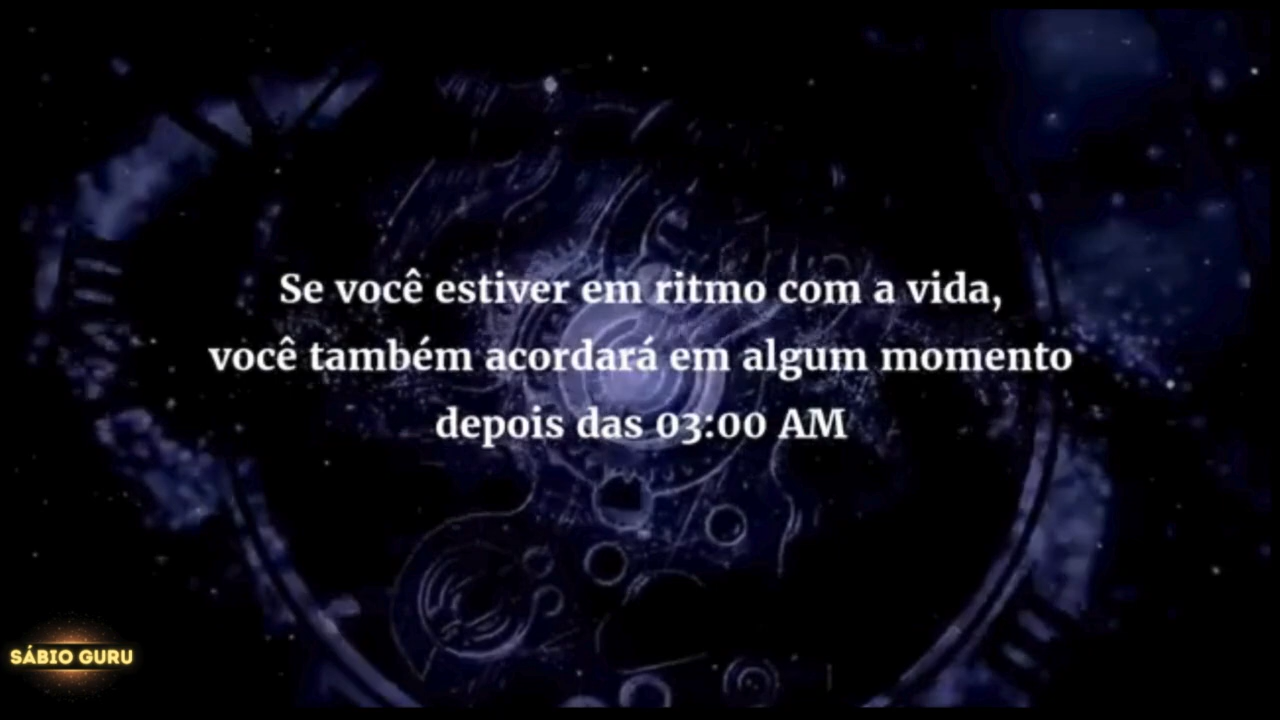 Se você estiver em ritmo com a vida,
você também acordará em algum momento
depois das 03:00 AM
SÁBIO GURU